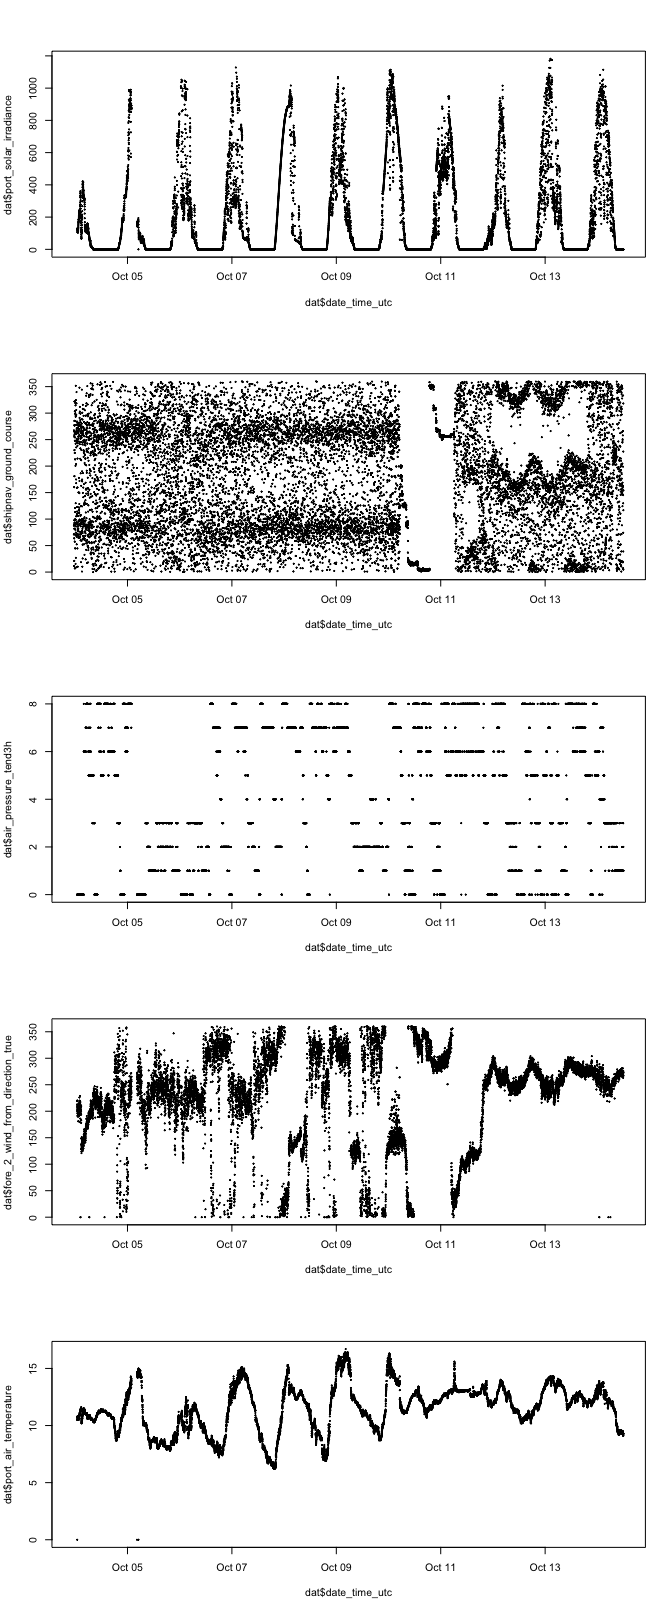 dat$port_solar_irradiance
0 200 400 600 800 1000
Oct 05 Oct 07 Oct 09 Oct 11 Oct 13
dat$date_time_utc
dat$shipnav_ground_course
0 50 100 150 200 250 300 350
Oct 05 Oct 07 Oct 09 Oct 11 Oct 13
dat$date_time_utc
dat$air_pressure_tend3h
0 2 4 6 8
Oct 05 Oct 07 Oct 09 Oct 11 Oct 13
dat$date_time_utc
dat$fore_2_wind_from_direction_true
0 50 100 150 200 250 300 350
Oct 05 Oct 07 Oct 09 Oct 11 Oct 13
dat$date_time_utc
dat$port_air_temperature
0 5 10 15
Oct 05 Oct 07 Oct 09 Oct 11 Oct 13
dat$date_time_utc